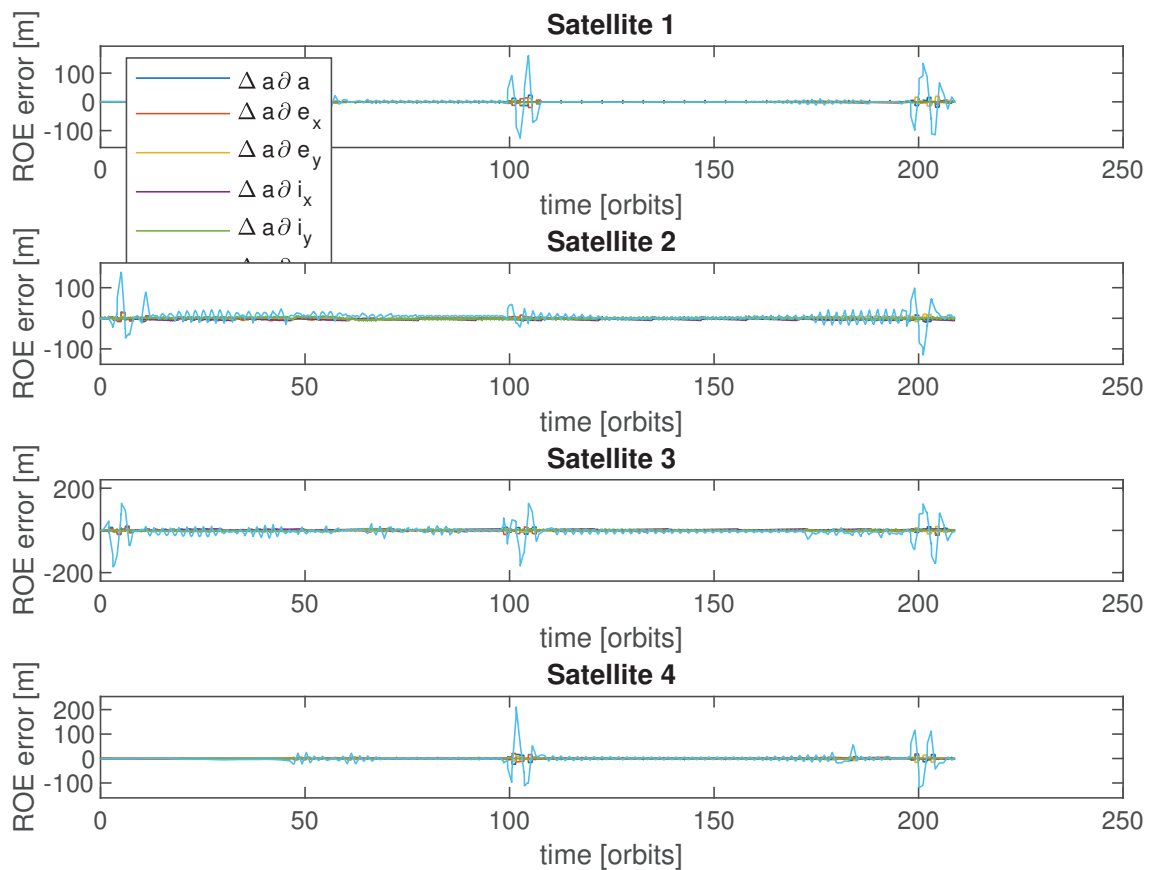 Satellite 1
ROE error [m]
100
0
-100
Δ a∂ a
Δ a∂ e_x
Δ a∂ e_y
Δ a∂ i_x
Δ a∂ i_y
0
100
150
200
250
time [orbits]
Satellite 2
ROE error [m]
100
0
-100
0
50
100
150
200
250
time [orbits]
Satellite 3
ROE error [m]
200
0
-200
0
50
100
150
200
250
time [orbits]
Satellite 4
ROE error [m]
200
100
0
-100
0
50
100
150
200
250
time [orbits]